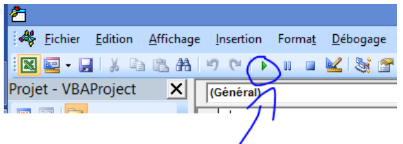 Fichier Edition Affichage Insertion Format Débogage
Projet - VBAProject X (Général)